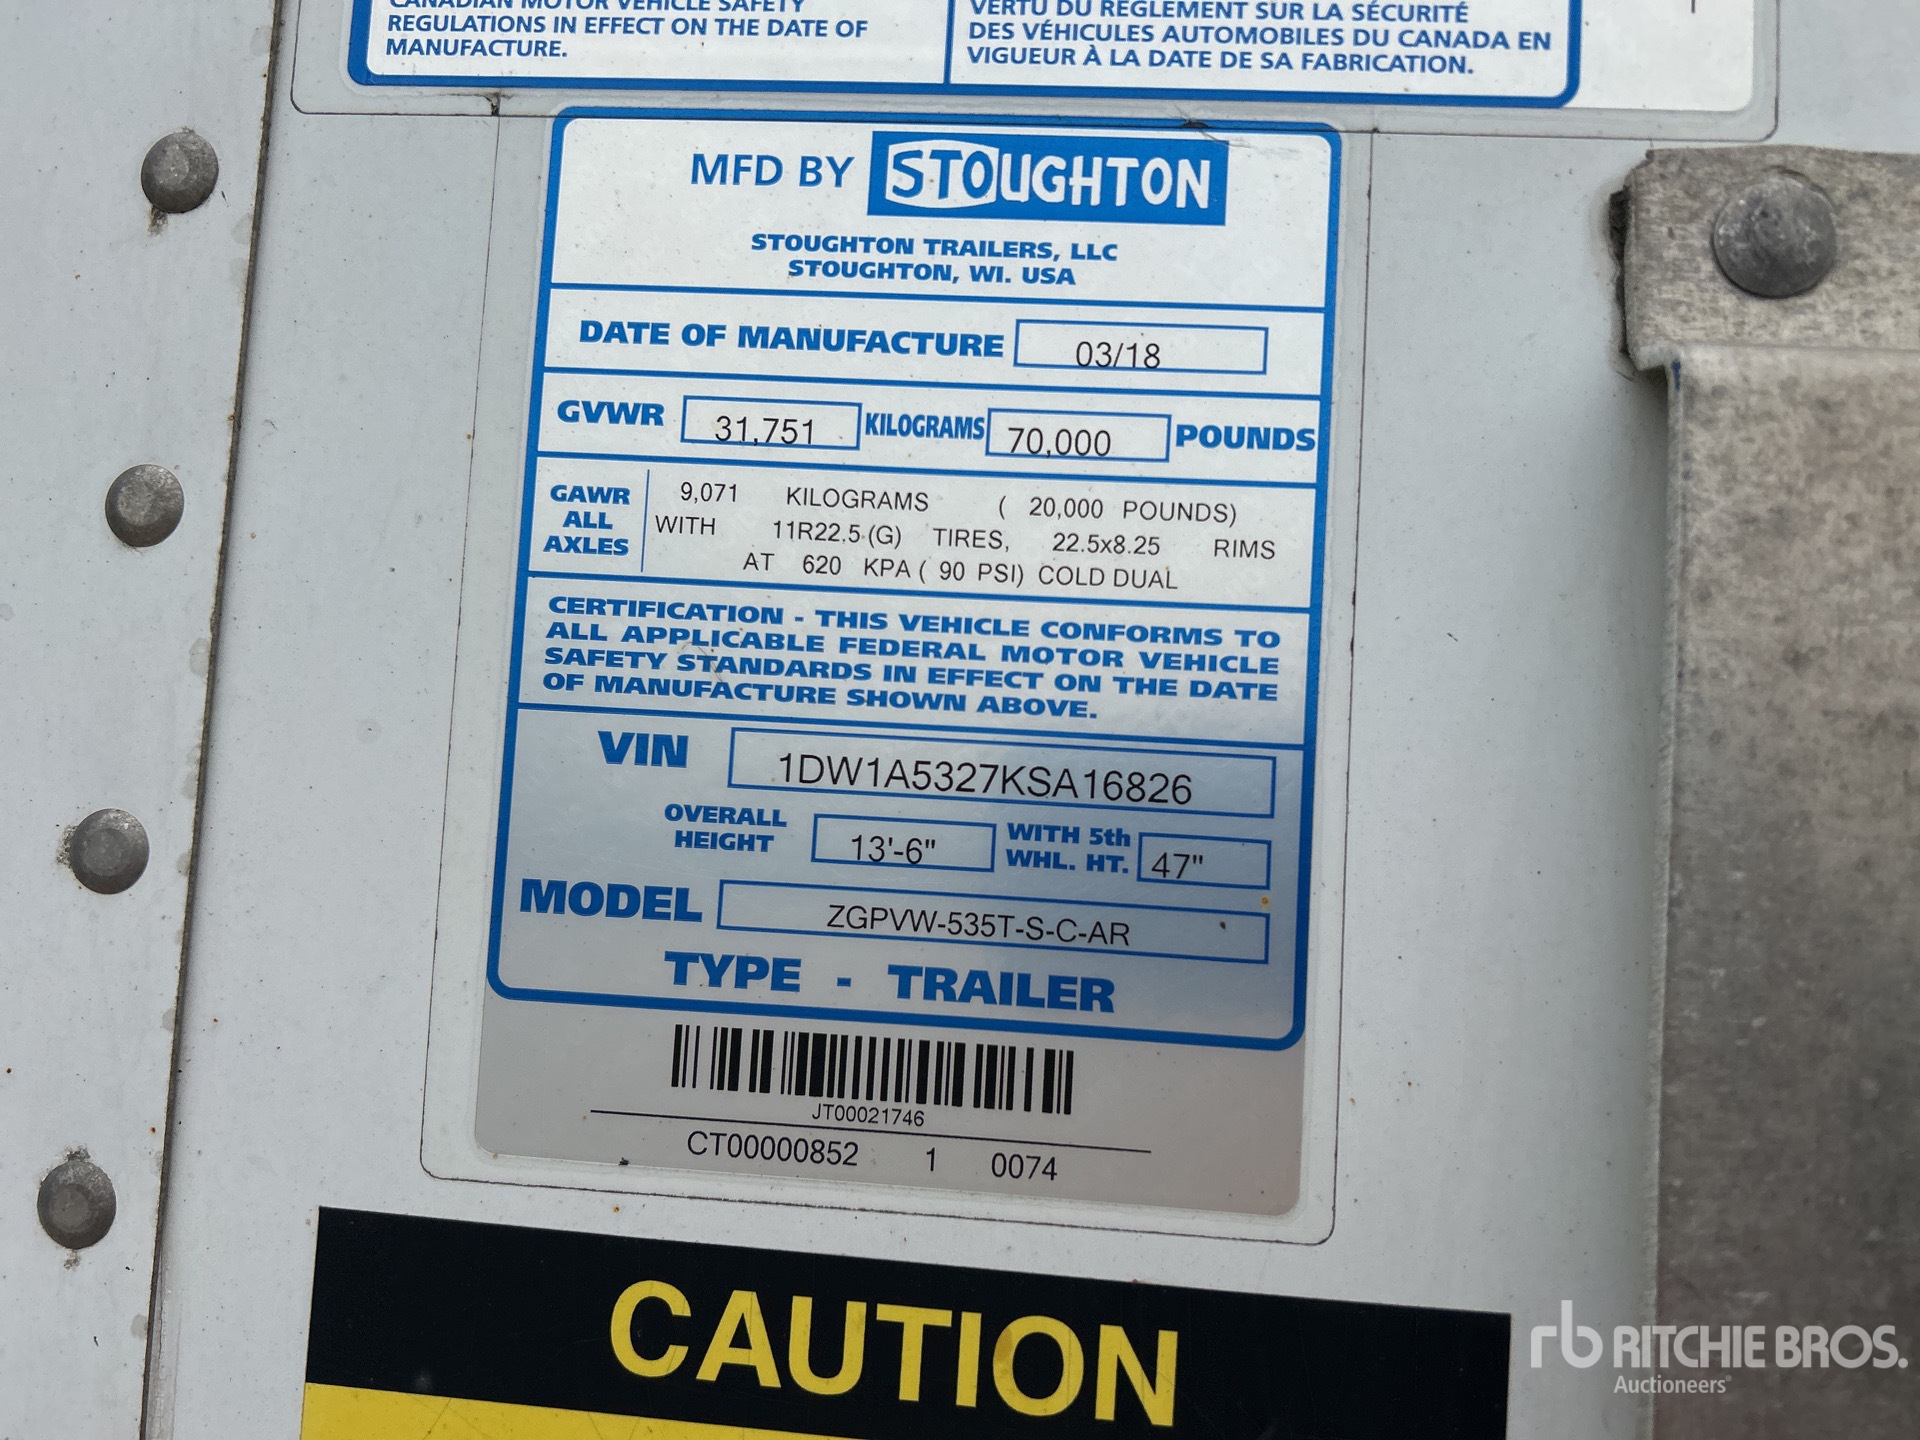 CANADIAN MOTOR VEHICLE SAFETY
REGULATIONS IN EFFECT ON THE DATE OF
MANUFACTURE.
VERTU DU RÈGLEMENT SUR LA SÉCURITÉ
DES VÉHICULES AUTOMOBILES DU CANADA EN
VIGUEUR À LA DATE DE SA FABRICATION.
MFD BY STOUGHTON
STOUGHTON TRAILERS, LLC
STOUGHTON, WI. USA
DATE OF MANUFACTURE 03/18
GVWR 31,751 KILOGRAMS 70,000 POUNDS
GAWR ALL AXLES
9,071 KILOGRAMS ( 20,000 POUNDS)
WITH 11R22.5 (G) TIRES, 22.5x8.25 RIMS
AT 620 KPA ( 90 PSI) COLD DUAL
CERTIFICATION - THIS VEHICLE CONFORMS TO
ALL APPLICABLE FEDERAL MOTOR VEHICLE
SAFETY STANDARDS IN EFFECT ON THE DATE
OF MANUFACTURE SHOWN ABOVE.
VIN 1DW1A5327KSA16826
OVERALL HEIGHT 13'-6" WITH 5th WHL. HT. 47"
MODEL ZGPVW-535T-S-C-AR
TYPE - TRAILER
JT00021746
CT00000852 1 0074
CAUTION
rb RITCHIE BROS.
Auctioneers